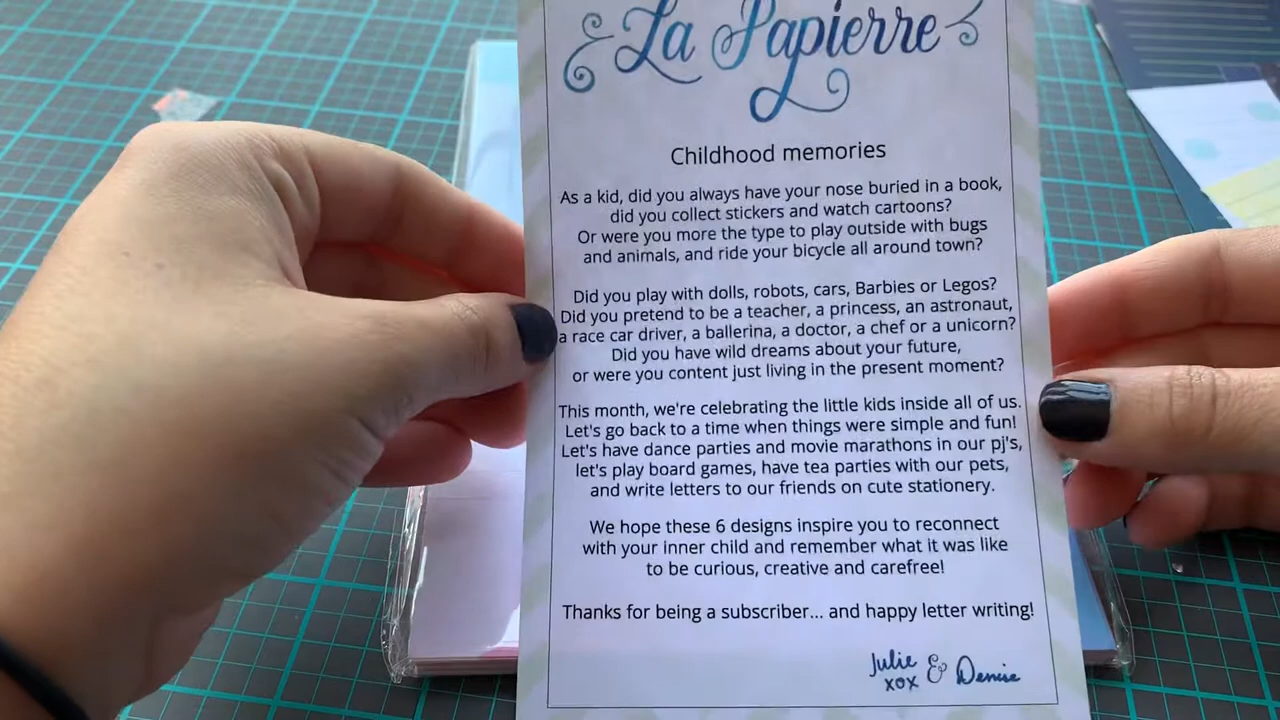 La Papierre
Childhood memories
As a kid, did you always have your nose buried in a book,
did you collect stickers and watch cartoons?
Or were you more the type to play outside with bugs
and animals, and ride your bicycle all around town?
Did you play with dolls, robots, cars, Barbies or Legos?
Did you pretend to be a teacher, a princess, an astronaut,
a race car driver, a ballerina, a doctor, a chef or a unicorn?
Did you have wild dreams about your future,
or were you content just living in the present moment?
This month, we're celebrating the little kids inside all of us.
Let's go back to a time when things were simple and fun!
Let's have dance parties and movie marathons in our pj's,
let's play board games, have tea parties with our pets,
and write letters to our friends on cute stationery.
We hope these 6 designs inspire you to reconnect
with your inner child and remember what it was like
to be curious, creative and carefree!
Thanks for being a subscriber... and happy letter writing!
Julie & Denise
xox